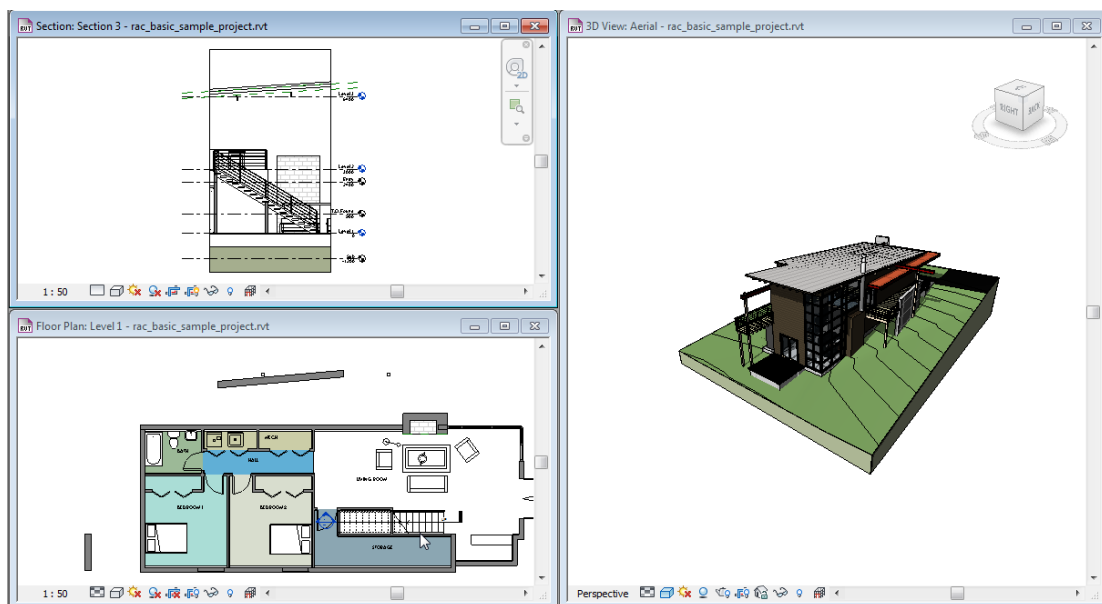 Section: Section 3 - rac_basic_sample_project.rvt
2D
1 : 50
Floor Plan: Level 1 - rac_basic_sample_project.rvt
BATH
MECH
HALL
LIVING ROOM
BEDROOM 1
BEDROOM 2
STORAGE
1 : 50
3D View: Aerial - rac_basic_sample_project.rvt
RIGHT
BACK
Perspective